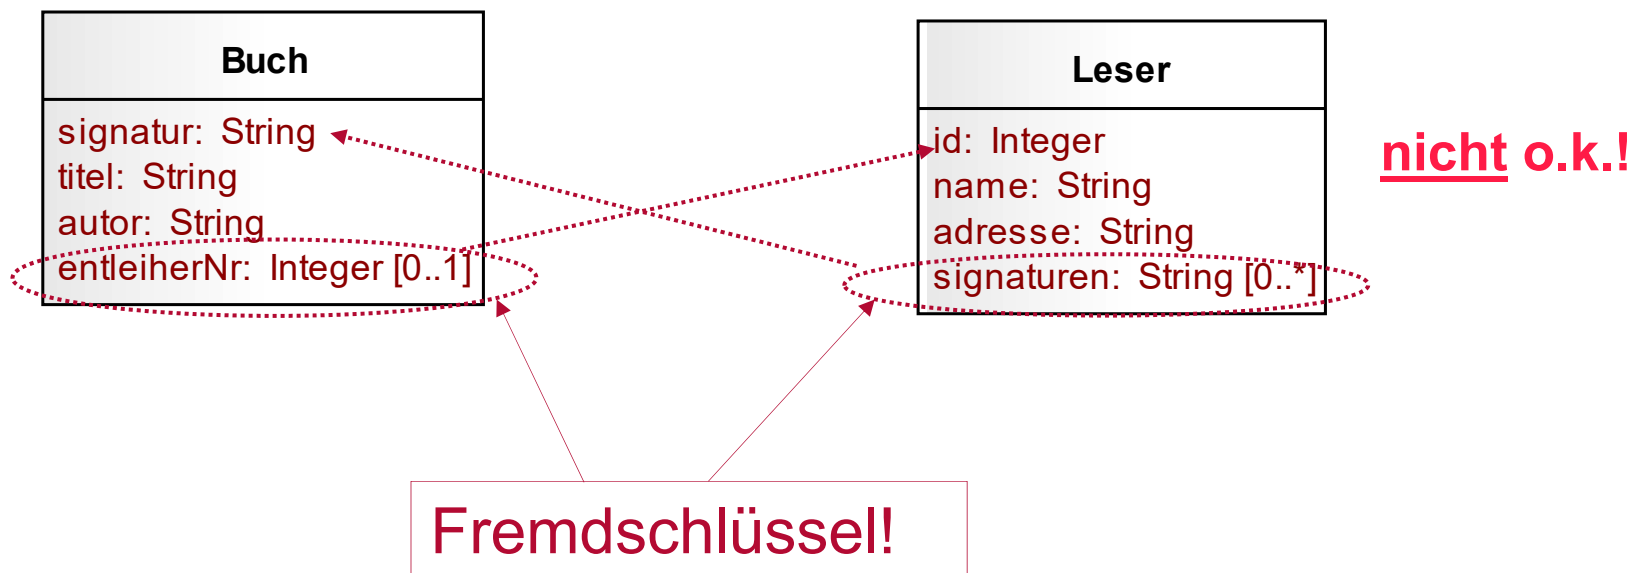 Buch
signatur: String
titel: String
autor: String
entleiherNr: Integer [0..1]
Leser
id: Integer
name: String
adresse: String
signaturen: String [0..*]
nicht o.k.!
Fremdschlüssel!